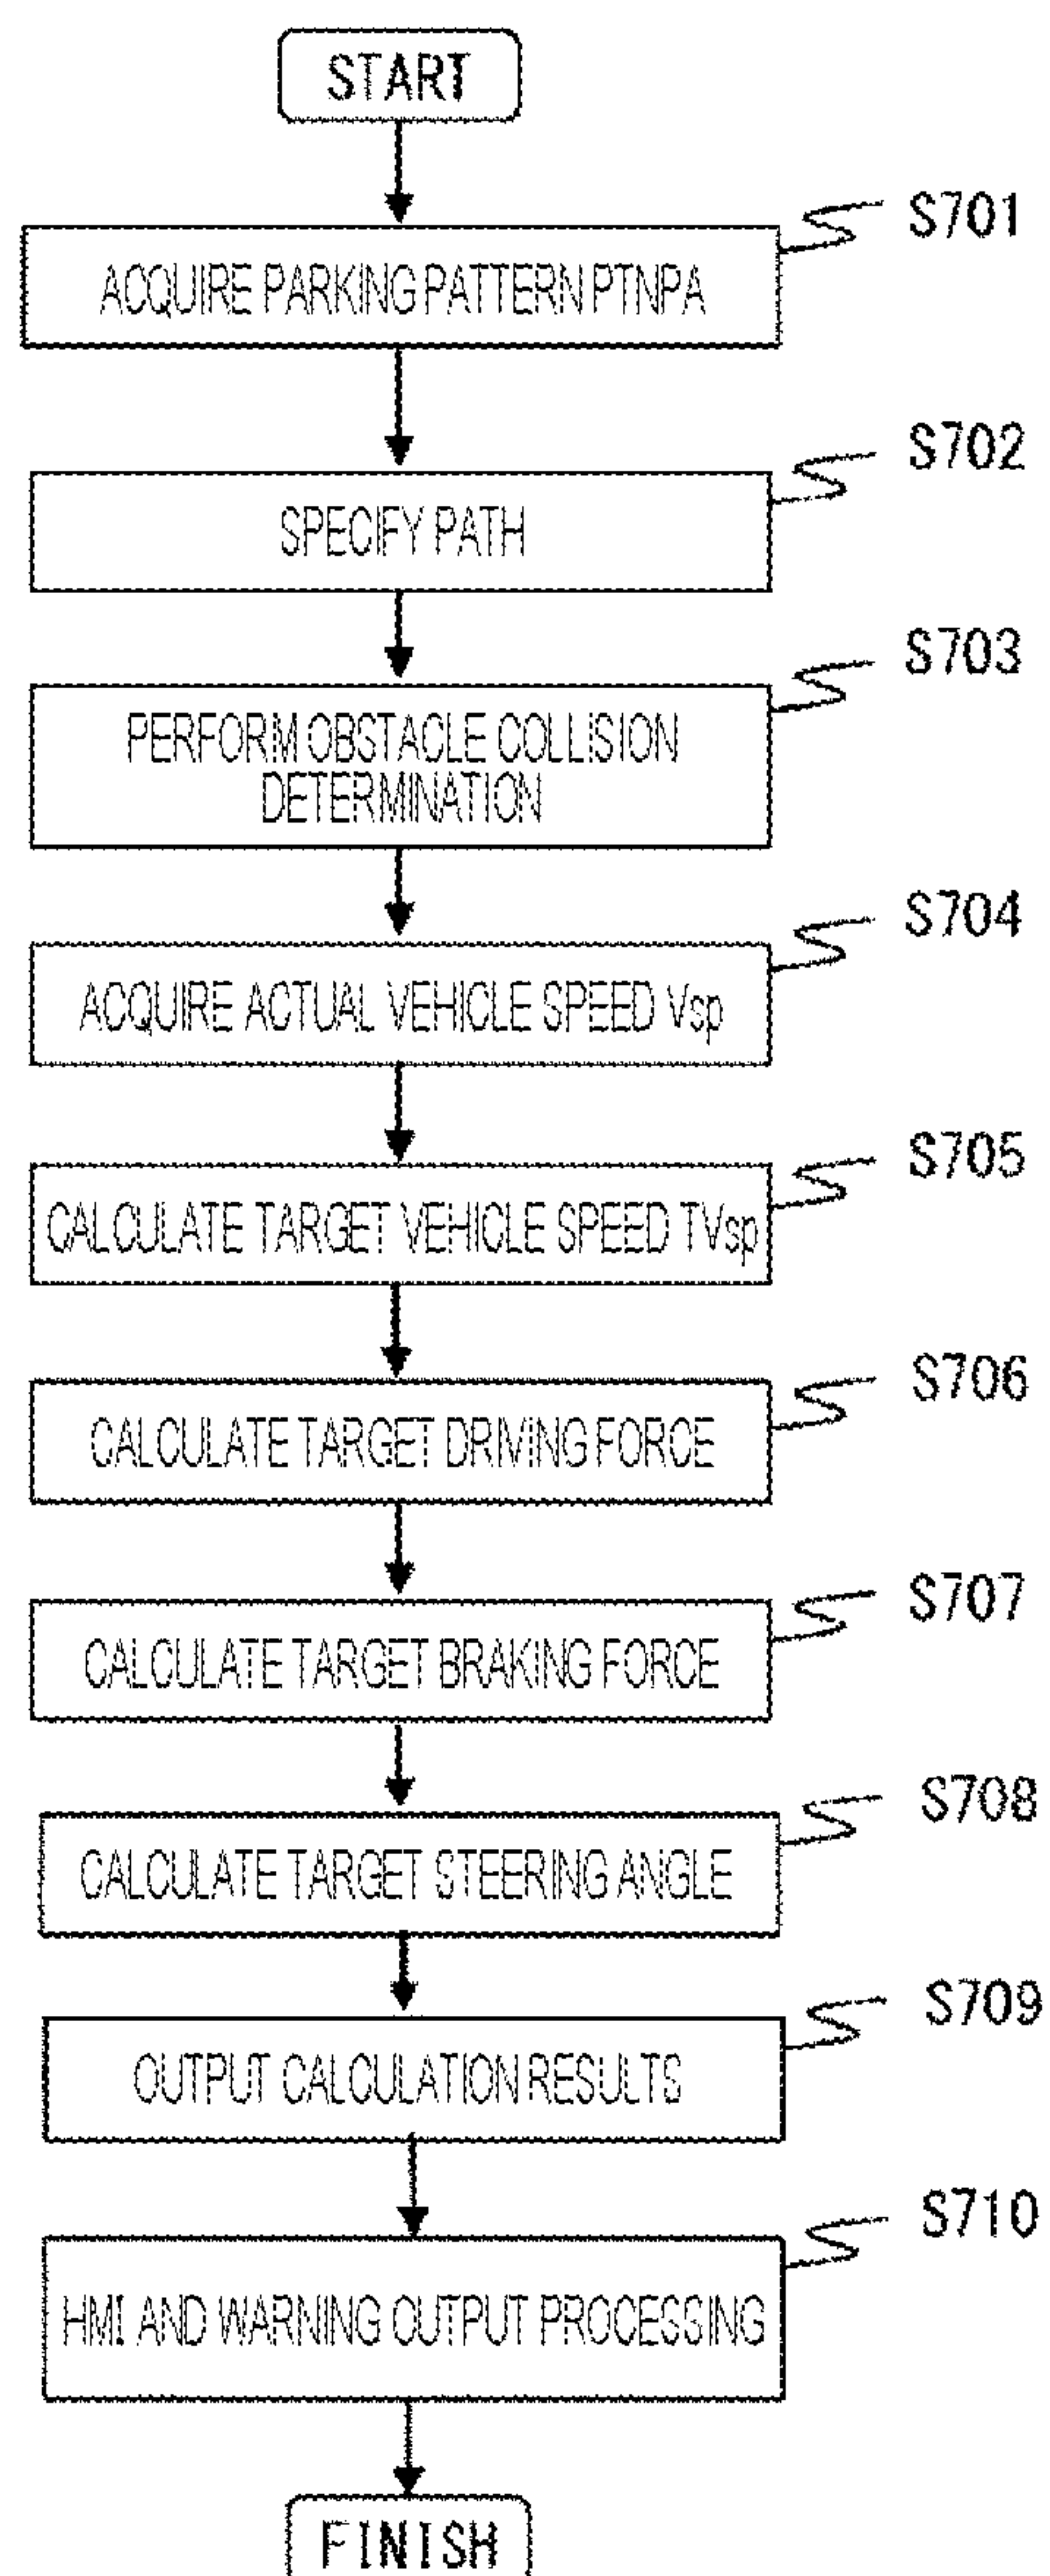 START
S701
ACQUIRE PARKING PATTERN PTNPA
S702
SPECIFY PATH
S703
PERFORM OBSTACLE COLLISION
DETERMINATION
S704
ACQUIRE ACTUAL VEHICLE SPEED Vsp
S705
CALCULATE TARGET VEHICLE SPEED TVsp
S706
CALCULATE TARGET DRIVING FORCE
S707
CALCULATE TARGET BRAKING FORCE
S708
CALCULATE TARGET STEERING ANGLE
S709
OUTPUT CALCULATION RESULTS
S710
HMI AND WARNING OUTPUT PROCESSING
FINISH